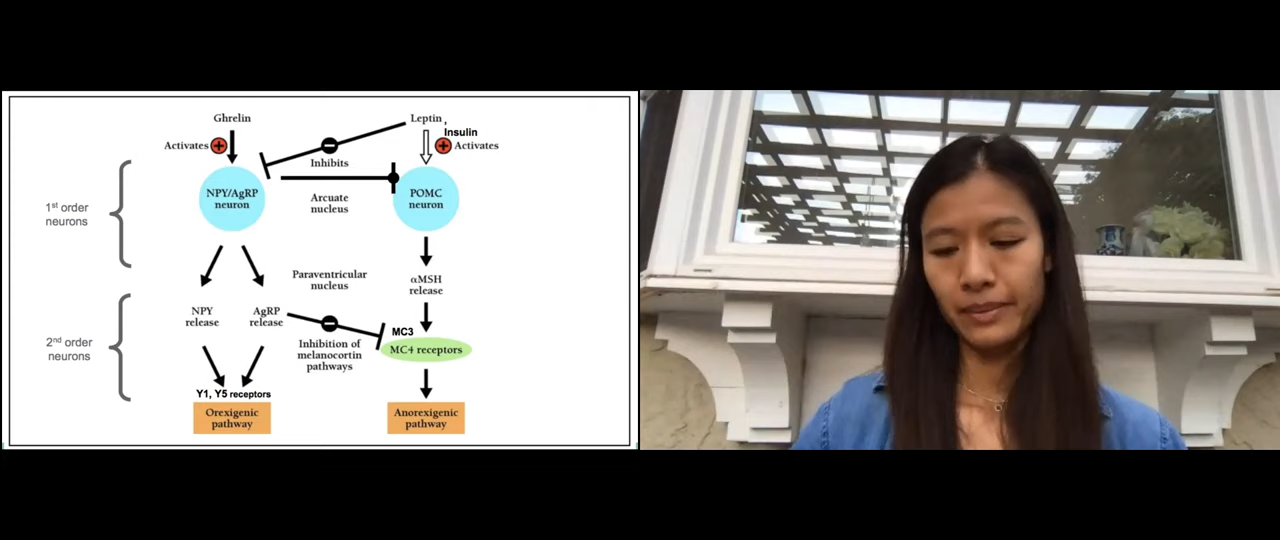 Ghrelin
Leptin ,
Insulin
Activates
Activates
Inhibits
1st order
neurons
NPY/AgRP
neuron
Arcuate
nucleus
POMC
neuron
Paraventricular
nucleus
αMSH
release
NPY
release
AgRP
release
2nd order
neurons
Inhibition of
melanocortin
pathways
MC3
MC4 receptors
Y1, Y5 receptors
Orexigenic
pathway
Anorexigenic
pathway